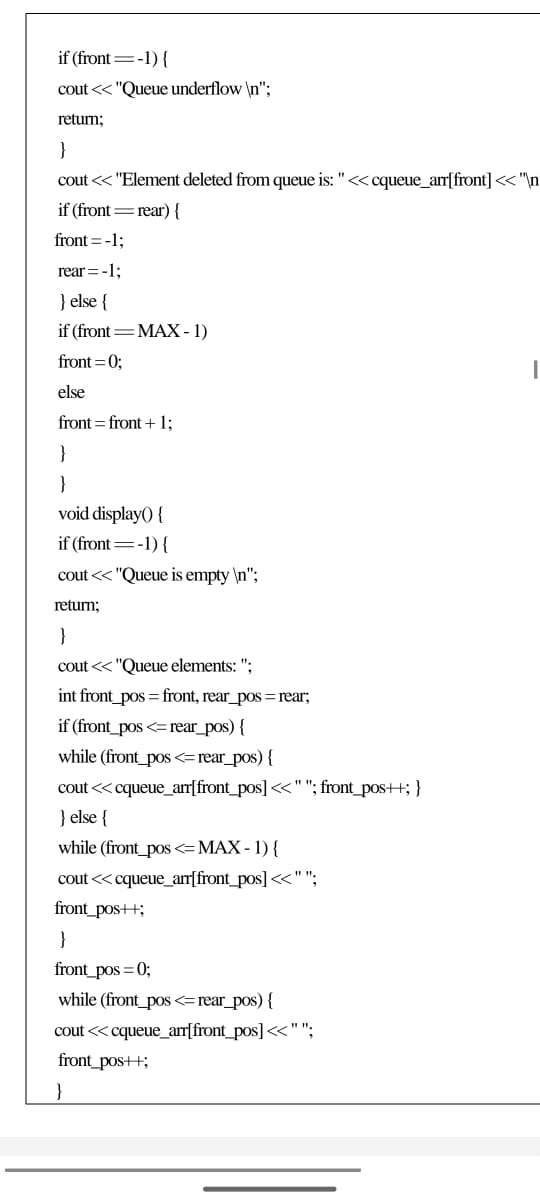 if (front == -1) {
cout << "Queue underflow \n";
return;
}
cout << "Element deleted from queue is: " << cqueue_arr[front] << "\n
if (front == rear) {
front = -1;
rear = -1;
} else {
if (front == MAX - 1)
front = 0;
else
front = front + 1;
}
}
void display() {
if (front == -1) {
cout << "Queue is empty \n";
return;
}
cout << "Queue elements: ";
int front_pos = front, rear_pos = rear;
if (front_pos <= rear_pos) {
while (front_pos <= rear_pos) {
cout << cqueue_arr[front_pos] << " "; front_pos++; }
} else {
while (front_pos <= MAX - 1) {
cout << cqueue_arr[front_pos] << " ";
front_pos++;
}
front_pos = 0;
while (front_pos <= rear_pos) {
cout << cqueue_arr[front_pos] << " ";
front_pos++;
}